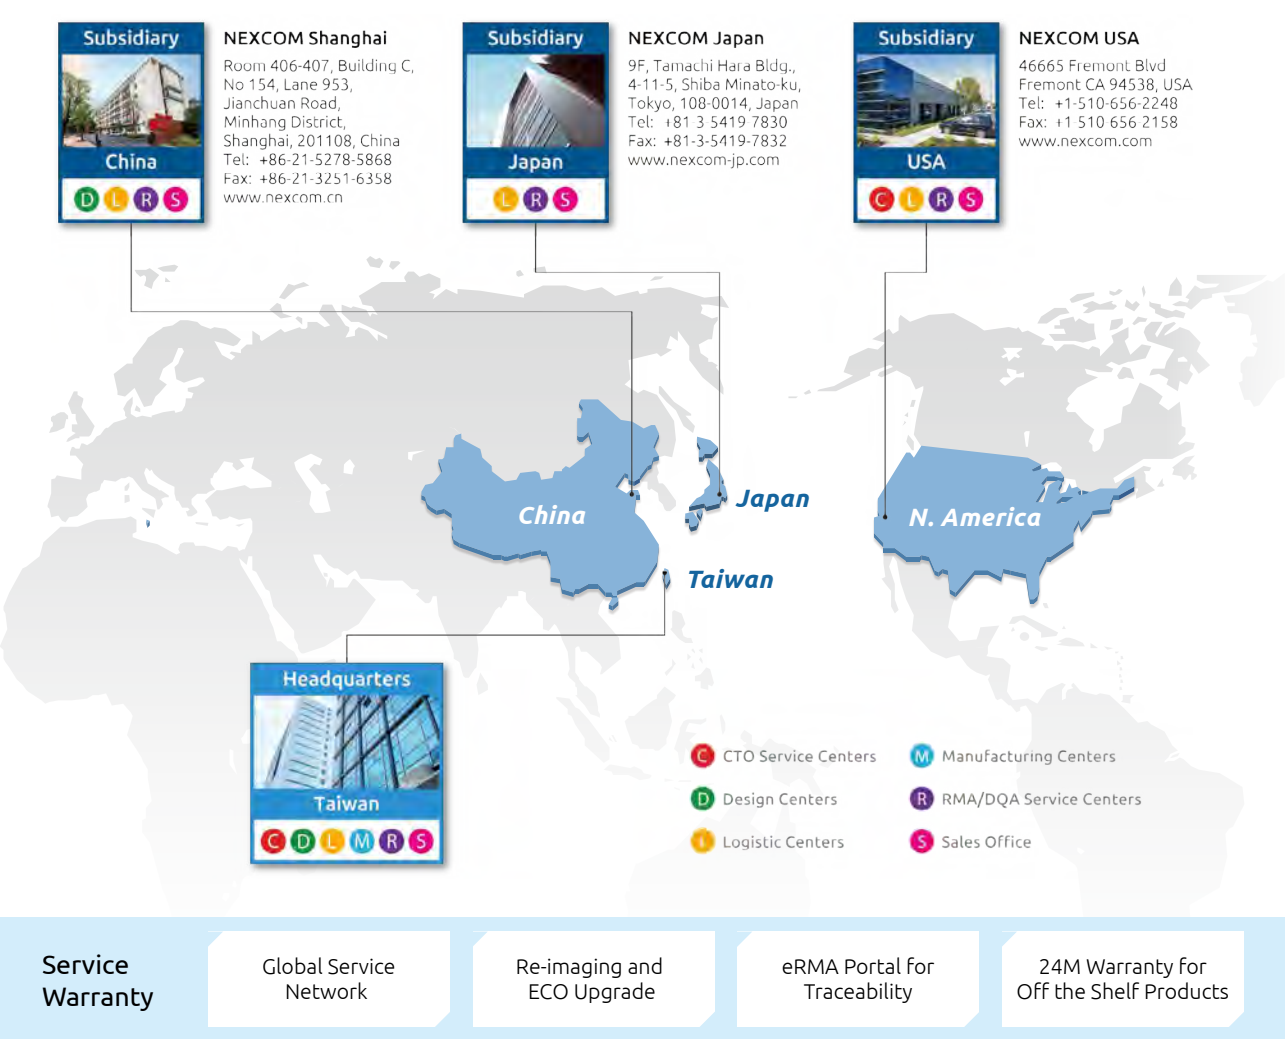 Subsidiary
China
D L R S
NEXCOM Shanghai
Room 406-407, Building C,
No 154, Lane 953,
Jianchuan Road,
Minhang District,
Shanghai, 201108, China
Tel: +86-21-5278-5868
Fax: +86-21-3251-6358
www.nexcom.cn
Subsidiary
Japan
L R S
NEXCOM Japan
9F, Tamachi Hara Bldg.,
4-11-5, Shiba Minato-ku,
Tokyo, 108-0014, Japan
Tel: +81-3-5419-7830
Fax: +81-3-5419-7832
www.nexcom-jp.com
Subsidiary
USA
C L R S
NEXCOM USA
46665 Fremont Blvd
Fremont CA 94538, USA
Tel: +1-510-656-2248
Fax: +1-510-656-2158
www.nexcom.com
China
Japan
Taiwan
N. America
Headquarters
Taiwan
C D L M R S
C CTO Service Centers
D Design Centers
L Logistic Centers
M Manufacturing Centers
R RMA/DQA Service Centers
S Sales Office
Service
Warranty
Global Service
Network
Re-imaging and
ECO Upgrade
eRMA Portal for
Traceability
24M Warranty for
Off the Shelf Products